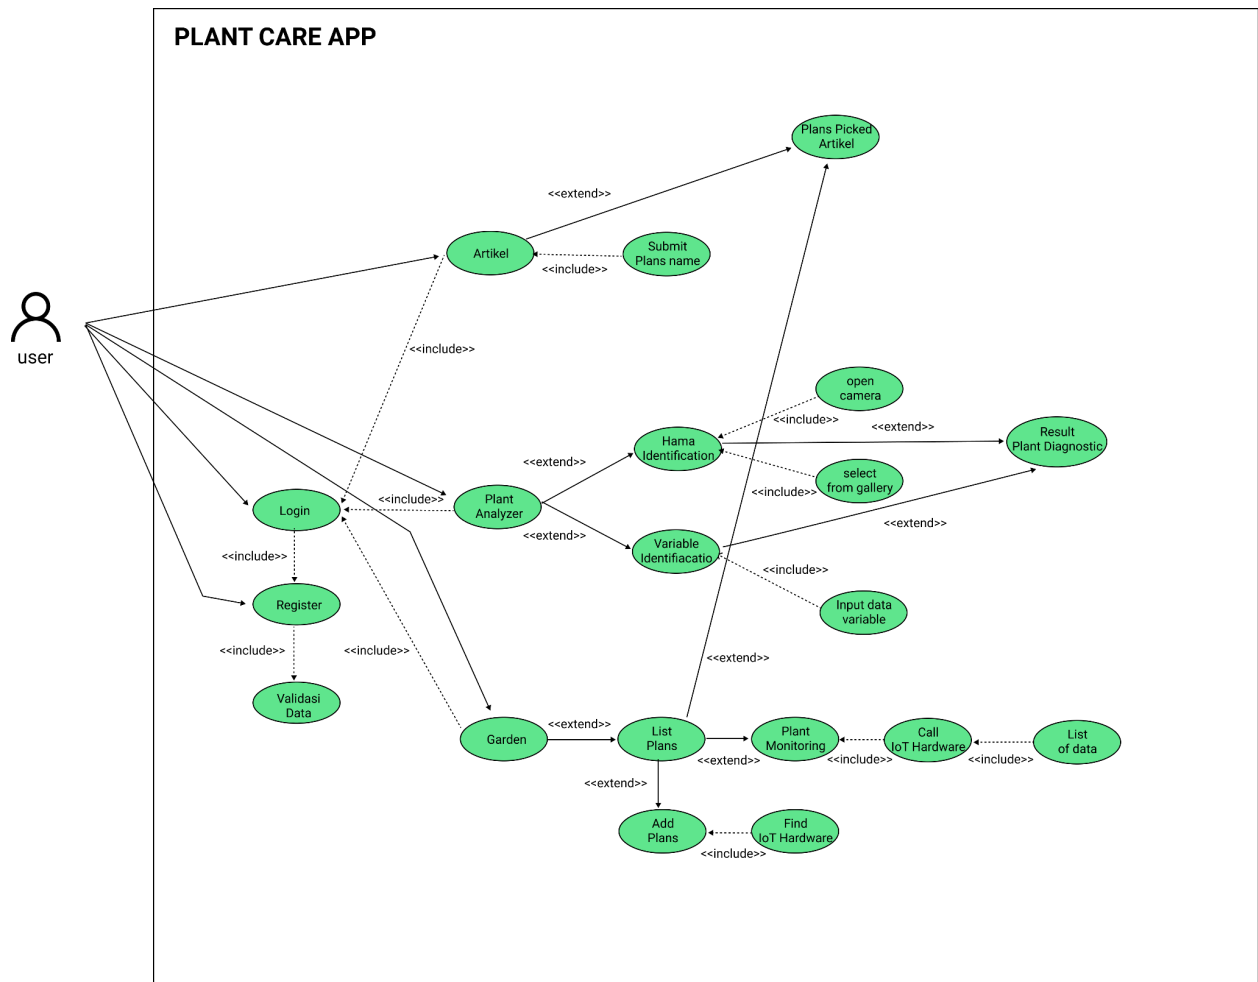 PLANT CARE APP
Plans Picked
Artikel
<<extend>>
Artikel
Submit
Plans name
<<include>>
user
<<include>>
open
camera
<<include>>
<<extend>>
Hama
Identification
Result
Plant Diagnostic
<<extend>>
select
from gallery
<<include>>
<<include>>
Plant
Analyzer
Login
<<extend>>
<<extend>>
Variable
Identifiacatio
<<include>>
<<include>>
Register
Input data
variable
<<include>>
<<include>>
<<extend>>
Validasi
Data
Garden
<<extend>>
List
Plans
Plant
Monitoring
Call
IoT Hardware
List
of data
<<extend>>
<<include>>
<<include>>
<<extend>>
Add
Plans
Find
IoT Hardware
<<include>>